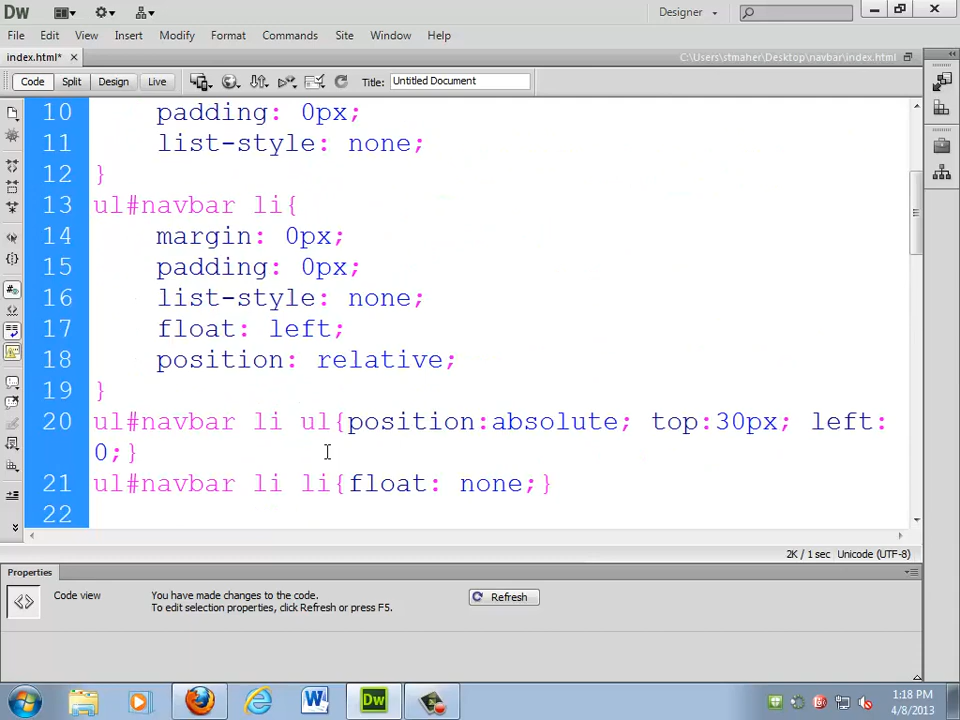 Dw
Designer
File Edit View Insert Modify Format Commands Site Window Help
index.html*
C:\Users\stmaher\Desktop\navbar\index.html
Code Split Design Live Title: Untitled Document
10 padding: 0px;
11 list-style: none;
12 }
13 ul#navbar li{
14 margin: 0px;
15 padding: 0px;
16 list-style: none;
17 float: left;
18 position: relative;
19 }
20 ul#navbar li ul{position:absolute; top:30px; left:
0;}
21 ul#navbar li li{float: none;}
22
2K / 1 sec Unicode (UTF-8)
Properties
Code view You have made changes to the code. Refresh
To edit selection properties, click Refresh or press F5.
W Dw
1:18 PM
4/8/2013